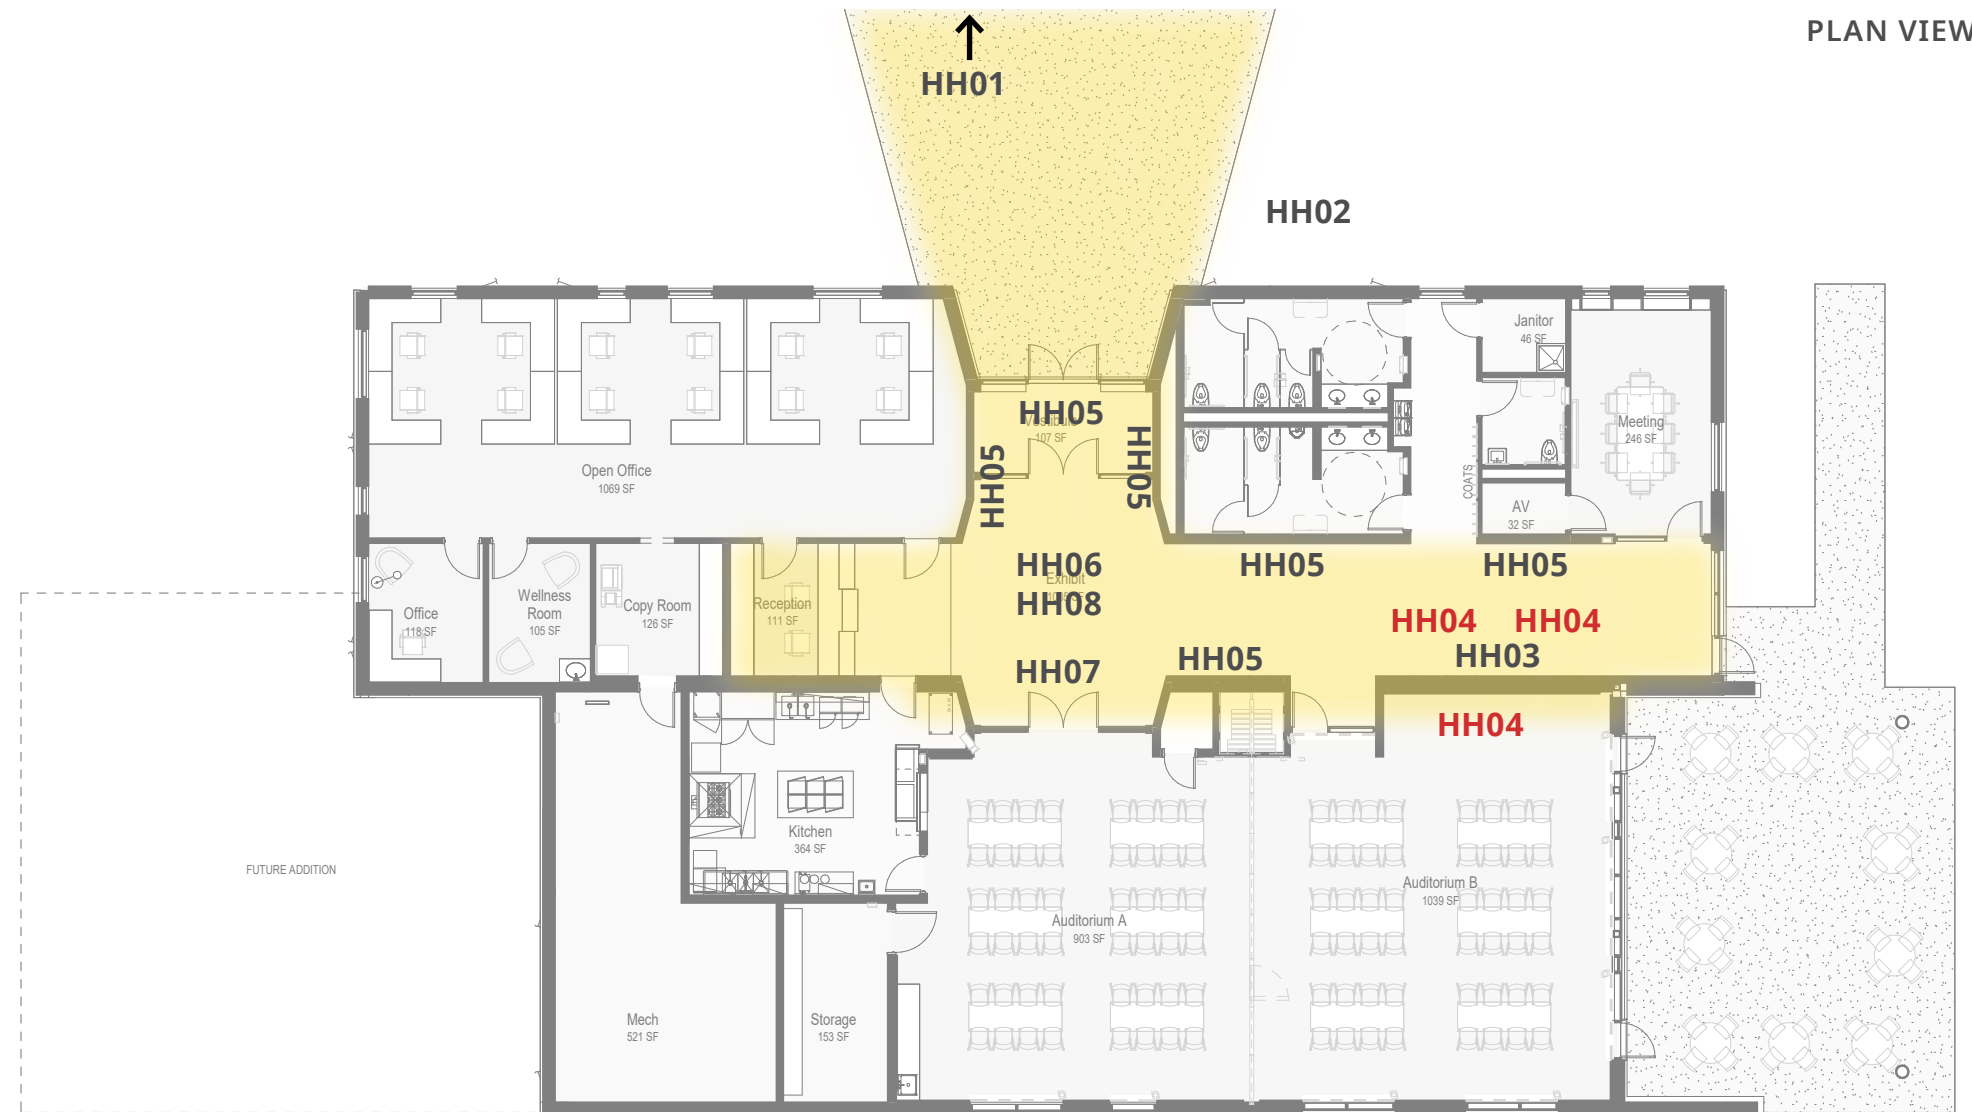 PLAN VIEW
HH01
HH02
Janitor
46 SF
HH05
107 SF
HH05
HH05
Meeting
246 SF
Open Office
1069 SF
COATS
AV
32 SF
HH06
Exhibit
HH08
HH05
HH05
Wellness
Room
105 SF
Copy Room
126 SF
Reception
111 SF
Office
118 SF
HH04
HH04
HH03
HH05
HH07
HH04
Kitchen
364 SF
FUTURE ADDITION
Auditorium B
1039 SF
Auditorium A
903 SF
Mech
521 SF
Storage
153 SF